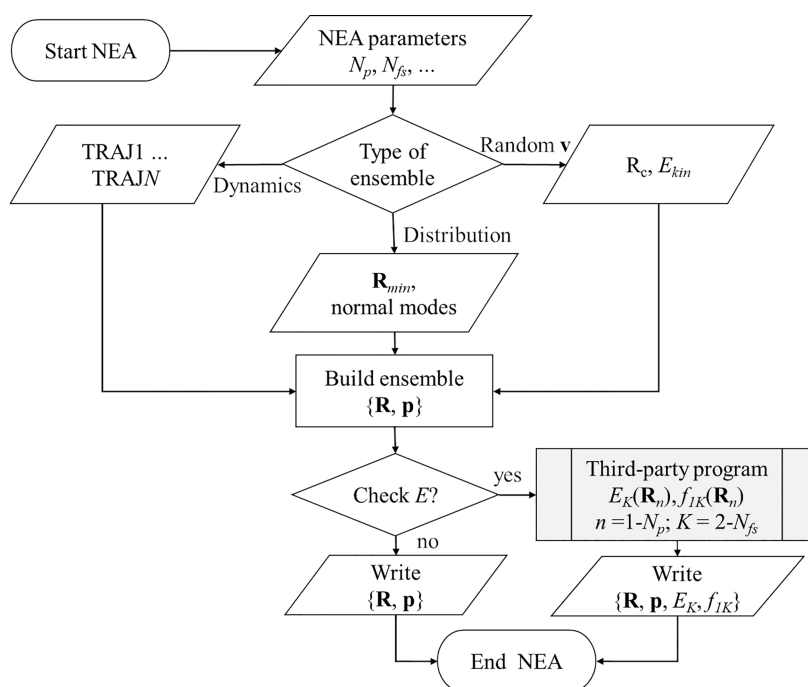 Start NEA
NEA parameters
Np, Nfs, ...
TRAJ1 ...
TRAJN
Dynamics
Type of
ensemble
Random v
Rc, Ekin
Distribution
Rmin,
normal modes
Build ensemble
{R, p}
Check E?
yes
Third-party program
EK(Rn), f1K(Rn)
n =1-Np; K = 2-Nfs
no
Write
{R, p}
Write
{R, p, EK, f1K}
End NEA